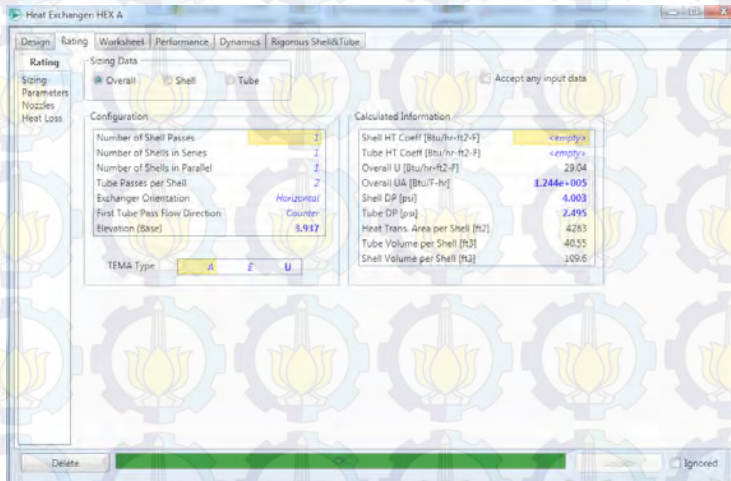 Heat Exchanger: HEX A
Design Rating Worksheet Performance Dynamics Rigorous Shell&Tube
Rating
Sizing
Parameters
Nozzles
Heat Loss
Sizing Data
Overall Shell Tube
Accept any input data
Configuration
Number of Shell Passes 1
Number of Shells in Series 1
Number of Shells in Parallel 1
Tube Passes per Shell 2
Exchanger Orientation Horizontal
First Tube Pass Flow Direction Counter
Elevation (Base) 3.937
TEMA Type A E U
Calculated Information
Shell HT Coeff [Btu/hr-ft2-F] <empty>
Tube HT Coeff [Btu/hr-ft2-F] <empty>
Overall U [Btu/hr-ft2-F] 29.04
Overall UA [Btu/F-hr] 1.244e+005
Shell DP [psi] 4.003
Tube DP [psi] 2.495
Heat Trans. Area per Shell [ft2] 4283
Tube Volume per Shell [ft3] 40.55
Shell Volume per Shell [ft3] 109.6
Delete
Ignored